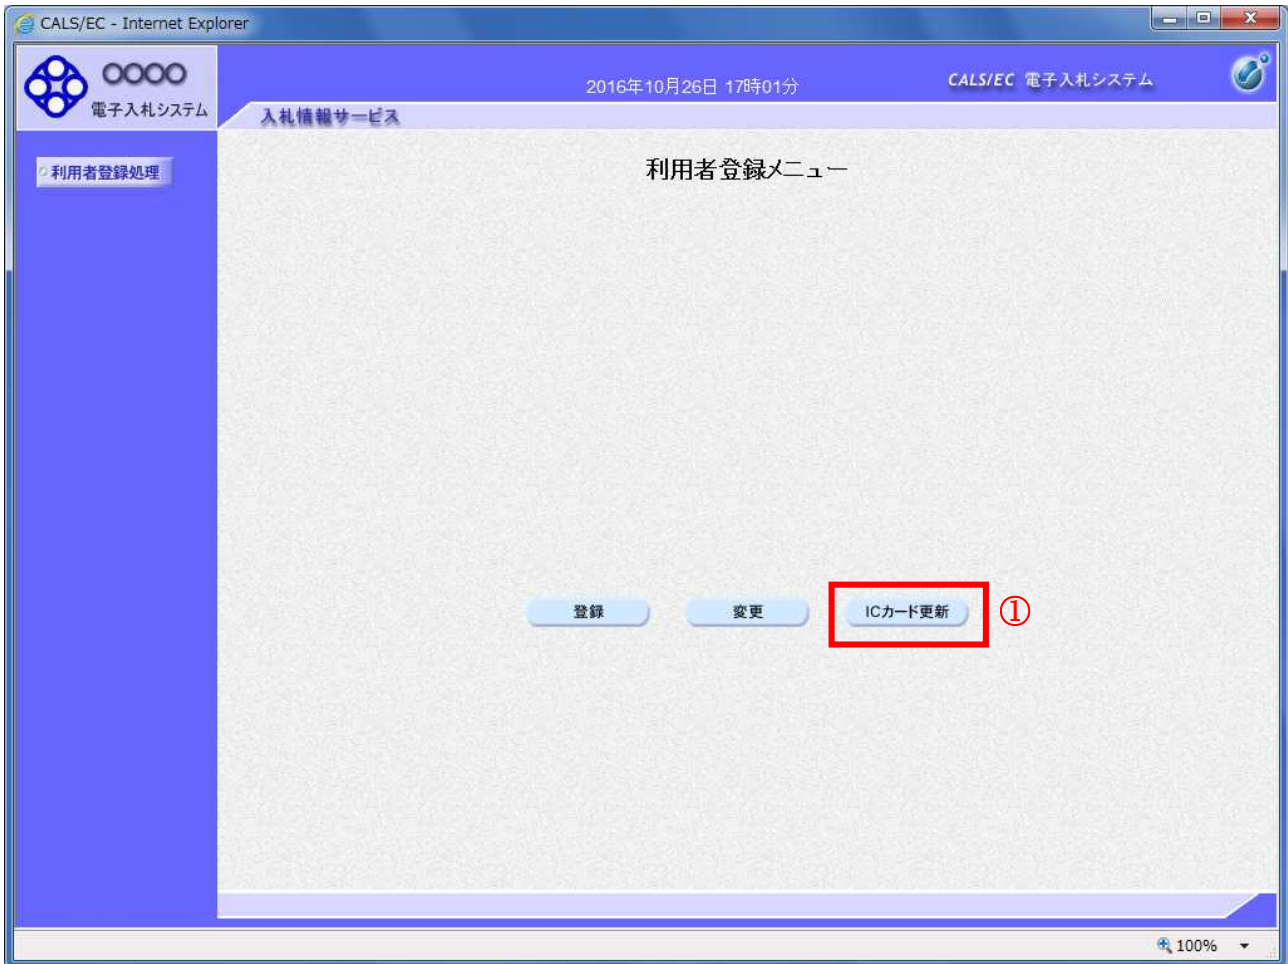 CALS/EC - Internet Explorer
〇〇〇〇
電子入札システム
2016年10月26日 17時01分
CALS/EC 電子入札システム
入札情報サービス
利用者登録処理
利用者登録メニュー
登録
変更
ICカード更新
①
100%